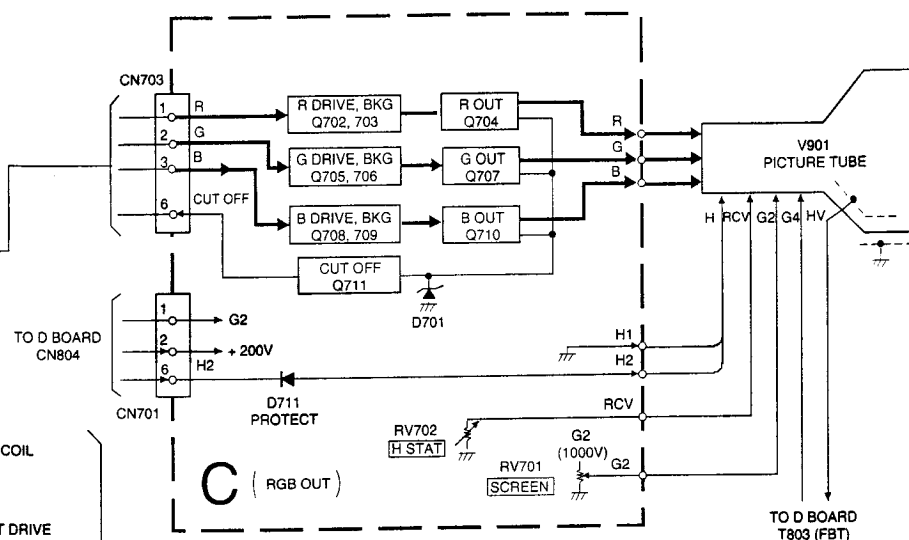 CN703
1 R
2 G
3 B
6 CUT OFF
R DRIVE, BKG
Q702, 703
R OUT
Q704
G DRIVE, BKG
Q705, 706
G OUT
Q707
B DRIVE, BKG
Q708, 709
B OUT
Q710
CUT OFF
Q711
D701
R
G
B
V901
PICTURE TUBE
H RCV G2 G4 HV
TO D BOARD
CN804
1 G2
2 + 200V
6 H2
CN701
D711
PROTECT
H1
H2
RCV
RV702
H STAT
G2
(1000V)
RV701
SCREEN
G2
C ( RGB OUT )
COIL
T DRIVE
TO D BOARD
T803 (FBT)